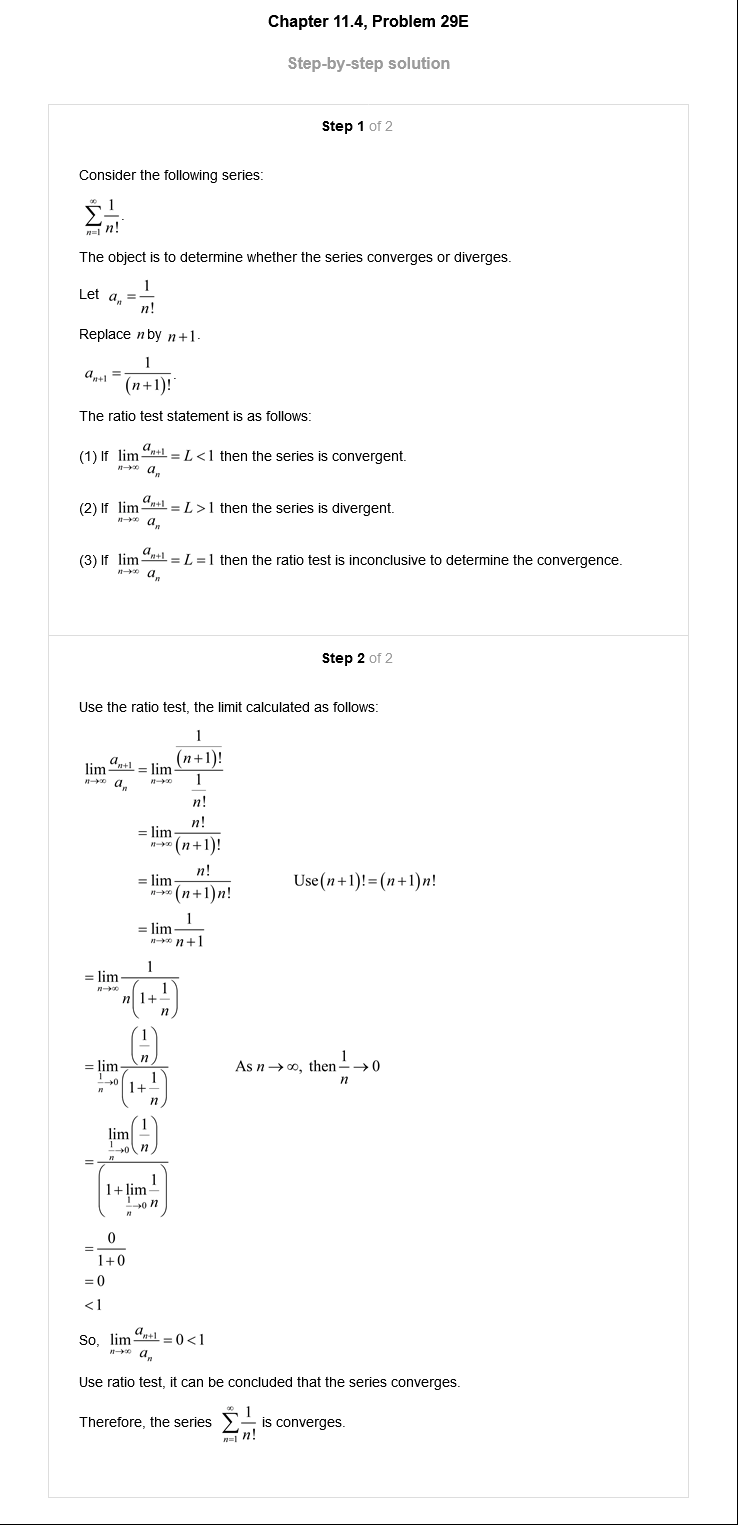 Chapter 11.4, Problem 29E
Step-by-step solution
Step 1 of 2
Consider the following series:
$\sum_{n=1}^{\infty}\frac{1}{n!}.$
The object is to determine whether the series converges or diverges.
Let $a_n=\frac{1}{n!}$
Replace $n$ by $n+1$.
$a_{n+1}=\frac{1}{(n+1)!}.$
The ratio test statement is as follows:
(1) If $\lim_{n\to\infty}\frac{a_{n+1}}{a_n}=L<1$ then the series is convergent.
(2) If $\lim_{n\to\infty}\frac{a_{n+1}}{a_n}=L>1$ then the series is divergent.
(3) If $\lim_{n\to\infty}\frac{a_{n+1}}{a_n}=L=1$ then the ratio test is inconclusive to determine the convergence.
Step 2 of 2
Use the ratio test, the limit calculated as follows:
$\lim_{n\to\infty}\frac{a_{n+1}}{a_n}=\lim_{n\to\infty}\frac{\frac{1}{(n+1)!}}{\frac{1}{n!}}$
$=\lim_{n\to\infty}\frac{n!}{(n+1)!}$
$=\lim_{n\to\infty}\frac{n!}{(n+1)n!}$ Use $(n+1)!=(n+1)n!$
$=\lim_{n\to\infty}\frac{1}{n+1}$
$=\lim_{n\to\infty}\frac{1}{n\left(1+\frac{1}{n}\right)}$
$=\lim_{\frac{1}{n}\to 0}\frac{\left(\frac{1}{n}\right)}{\left(1+\frac{1}{n}\right)}$ As $n\to\infty$, then $\frac{1}{n}\to 0$
$=\frac{\lim_{\frac{1}{n}\to 0}\left(\frac{1}{n}\right)}{\left(1+\lim_{\frac{1}{n}\to 0}\frac{1}{n}\right)}$
$=\frac{0}{1+0}$
$=0$
$<1$
So, $\lim_{n\to\infty}\frac{a_{n+1}}{a_n}=0<1$
Use ratio test, it can be concluded that the series converges.
Therefore, the series $\sum_{n=1}^{\infty}\frac{1}{n!}$ is converges.